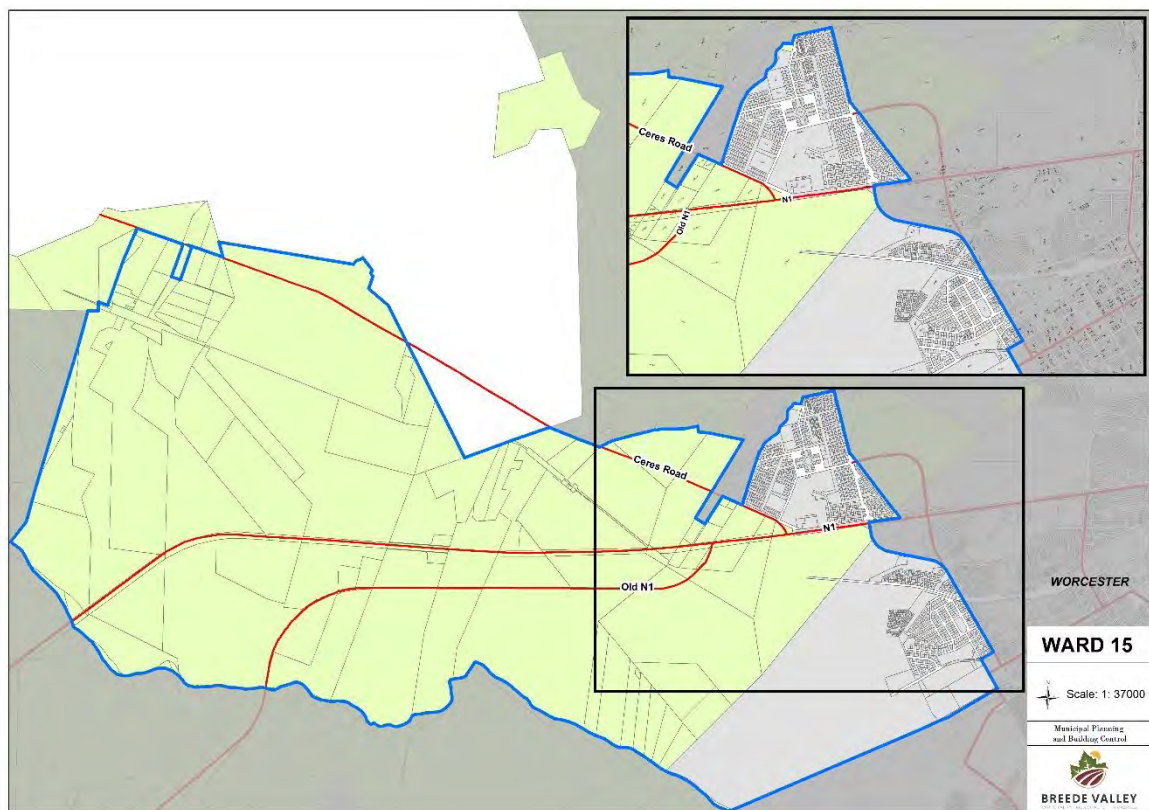 Ceres Road
N1
Old N1
Ceres Road
N1
Old N1
WORCESTER
WARD 15
N
Scale: 1: 37000
Municipal Planning
and Building Control
BREEDE VALLEY